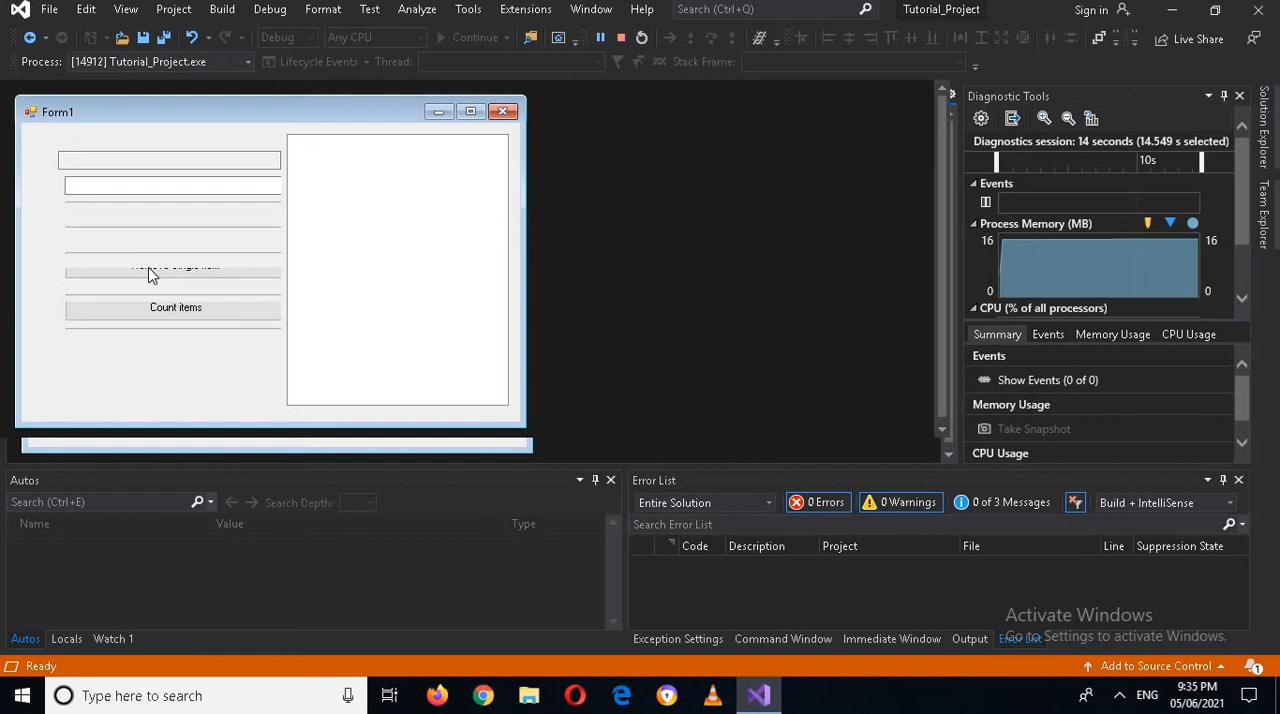 File Edit View Project Build Debug Format Test Analyze Tools Extensions Window Help Search (Ctrl+Q) Tutorial_Project Sign in
Debug Any CPU Continue Live Share
Process: [14912] Tutorial_Project.exe Lifecycle Events Thread: Stack Frame:
Form1
Count items
Diagnostic Tools
Diagnostics session: 14 seconds (14.549 s selected)
10s
Events
Process Memory (MB)
16 16
0 0
CPU (% of all processors)
Summary Events Memory Usage CPU Usage
Events
Show Events (0 of 0)
Memory Usage
Take Snapshot
CPU Usage
Solution Explorer
Team Explorer
Autos
Search (Ctrl+E) Search Depth:
Name Value Type
Autos Locals Watch 1
Error List
Entire Solution 0 Errors 0 Warnings 0 of 3 Messages Build + IntelliSense
Search Error List
Code Description Project File Line Suppression State
Activate Windows
Go to Settings to activate Windows.
Exception Settings Command Window Immediate Window Output Error List
Ready Add to Source Control 1
Type here to search ENG 9:35 PM
05/06/2021